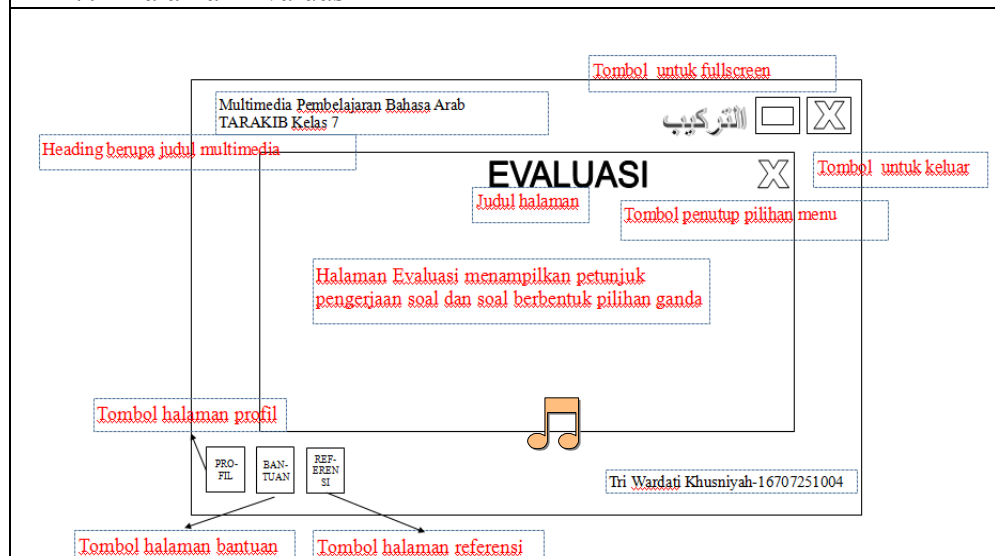 Tombol untuk fullscreen
Multimedia Pembelajaran Bahasa Arab
TARAKIB Kelas 7
التركيب
X
Heading berupa judul multimedia
EVALUASI
X
Tombol untuk keluar
Judul halaman
Tombol penutup pilihan menu
Halaman Evaluasi menampilkan petunjuk
pengerjaan soal dan soal berbentuk pilihan ganda
Tombol halaman profil
PRO-
FIL
BAN-
TUAN
REF-
EREN
SI
Tri Wardati Khusniyah-16707251004
Tombol halaman bantuan
Tombol halaman referensi